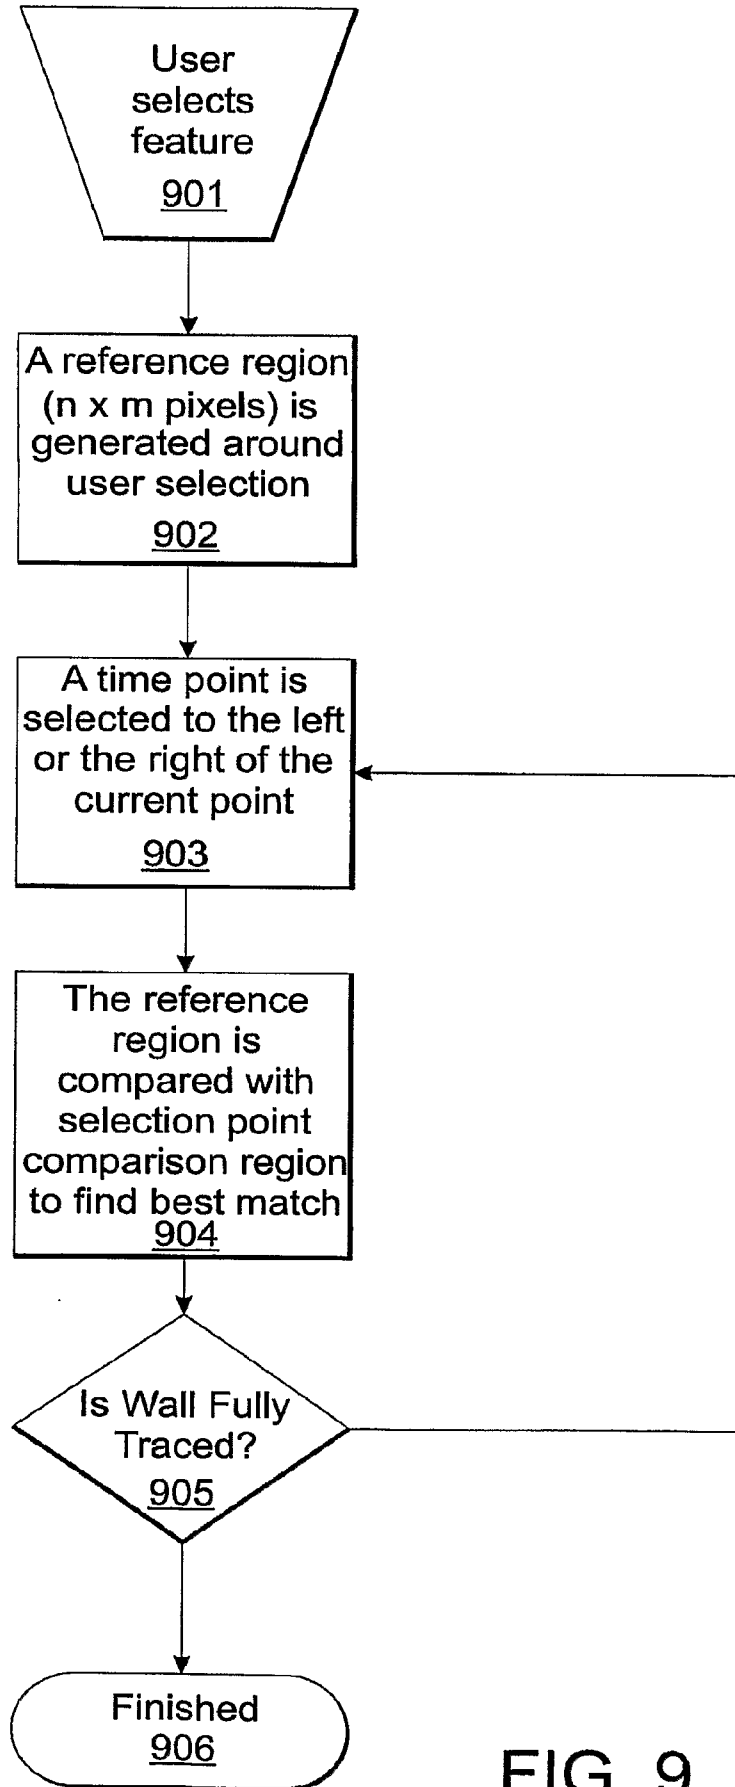 User
selects
feature
901
A reference region
(n x m pixels) is
generated around
user selection
902
A time point is
selected to the left
or the right of the
current point
903
The reference
region is
compared with
selection point
comparison region
to find best match
904
Is Wall Fully
Traced?
905
Finished
906
FIG. 9